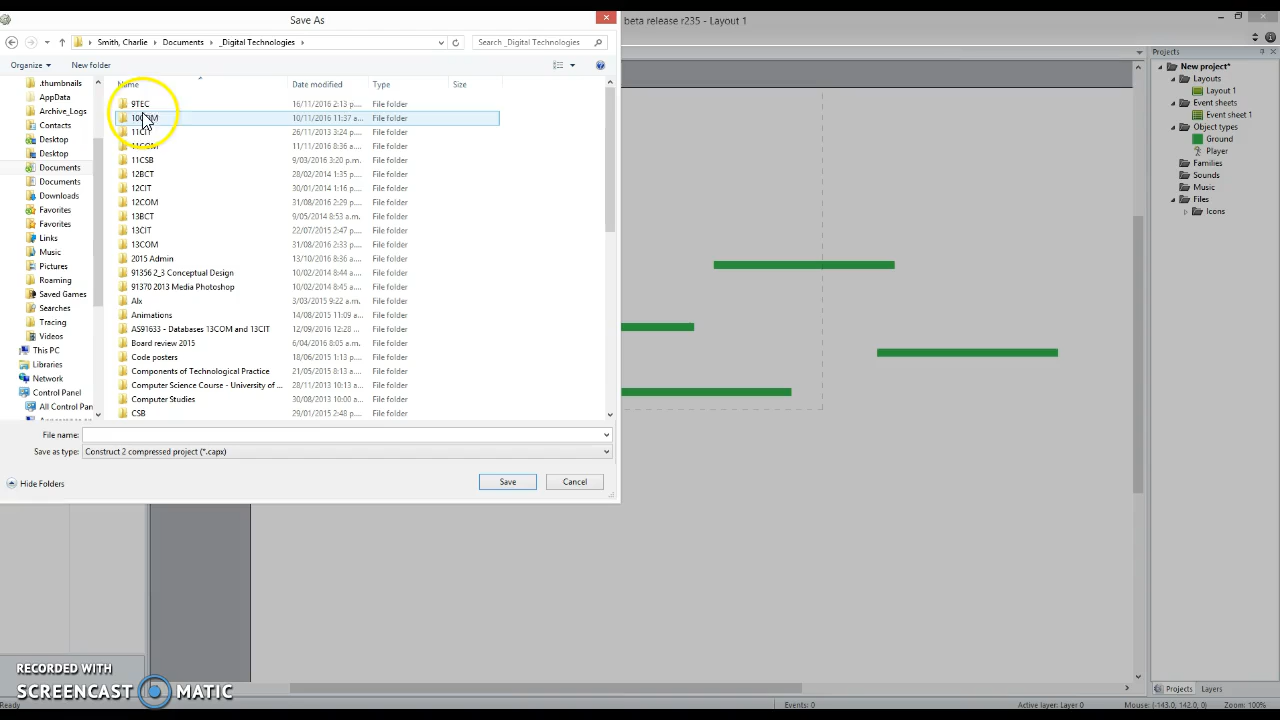 Save As
beta release r235 - Layout 1
Smith, Charlie
Documents
_Digital Technologies
Search _Digital Technologies
Organize
New folder
Name
Date modified
Type
Size
.thumbnails
AppData
Archive_Logs
Contacts
Desktop
Desktop
Documents
Documents
Downloads
Favorites
Favorites
Links
Music
Pictures
Roaming
Saved Games
Searches
Tracing
Videos
This PC
Libraries
Network
Control Panel
All Control Pan
9TEC 16/11/2016 2:13 p.... File folder
10COM 10/11/2016 11:37 a... File folder
11CIT 26/11/2013 3:24 p.... File folder
11COM 11/11/2016 8:36 a... File folder
11CSB 9/03/2016 3:20 p.m. File folder
12BCT 28/02/2014 1:35 p.... File folder
12CIT 30/01/2014 1:16 p.... File folder
12COM 31/08/2016 2:29 p.... File folder
13BCT 9/05/2014 8:53 a.m. File folder
13CIT 22/07/2015 2:47 p.... File folder
13COM 31/08/2016 2:33 p.... File folder
2015 Admin 13/10/2016 8:36 a... File folder
91356 2_3 Conceptual Design 10/02/2014 8:44 a... File folder
91370 2013 Media Photoshop 10/02/2014 8:45 a... File folder
Alx 3/03/2015 9:22 a.m. File folder
Animations 14/08/2015 11:09 a... File folder
AS91633 - Databases 13COM and 13CIT 12/09/2016 12:28 ... File folder
Board review 2015 6/04/2016 8:05 a.m. File folder
Code posters 18/06/2015 1:13 p.... File folder
Components of Technological Practice 21/05/2015 8:13 a... File folder
Computer Science Course - University of ... 28/11/2013 10:13 a... File folder
Computer Studies 30/08/2013 10:00 a... File folder
CSB 29/01/2015 2:48 p.... File folder
File name:
Save as type: Construct 2 compressed project (*.capx)
Hide Folders
Save
Cancel
Projects
New project*
Layouts
Layout 1
Event sheets
Event sheet 1
Object types
Ground
Player
Families
Sounds
Music
Files
Icons
Projects
Layers
RECORDED WITH
SCREENCAST MATIC
Ready
Events: 0
Active layer: Layer 0
Mouse: (-143.0, 142.0, 0)
Zoom: 100%